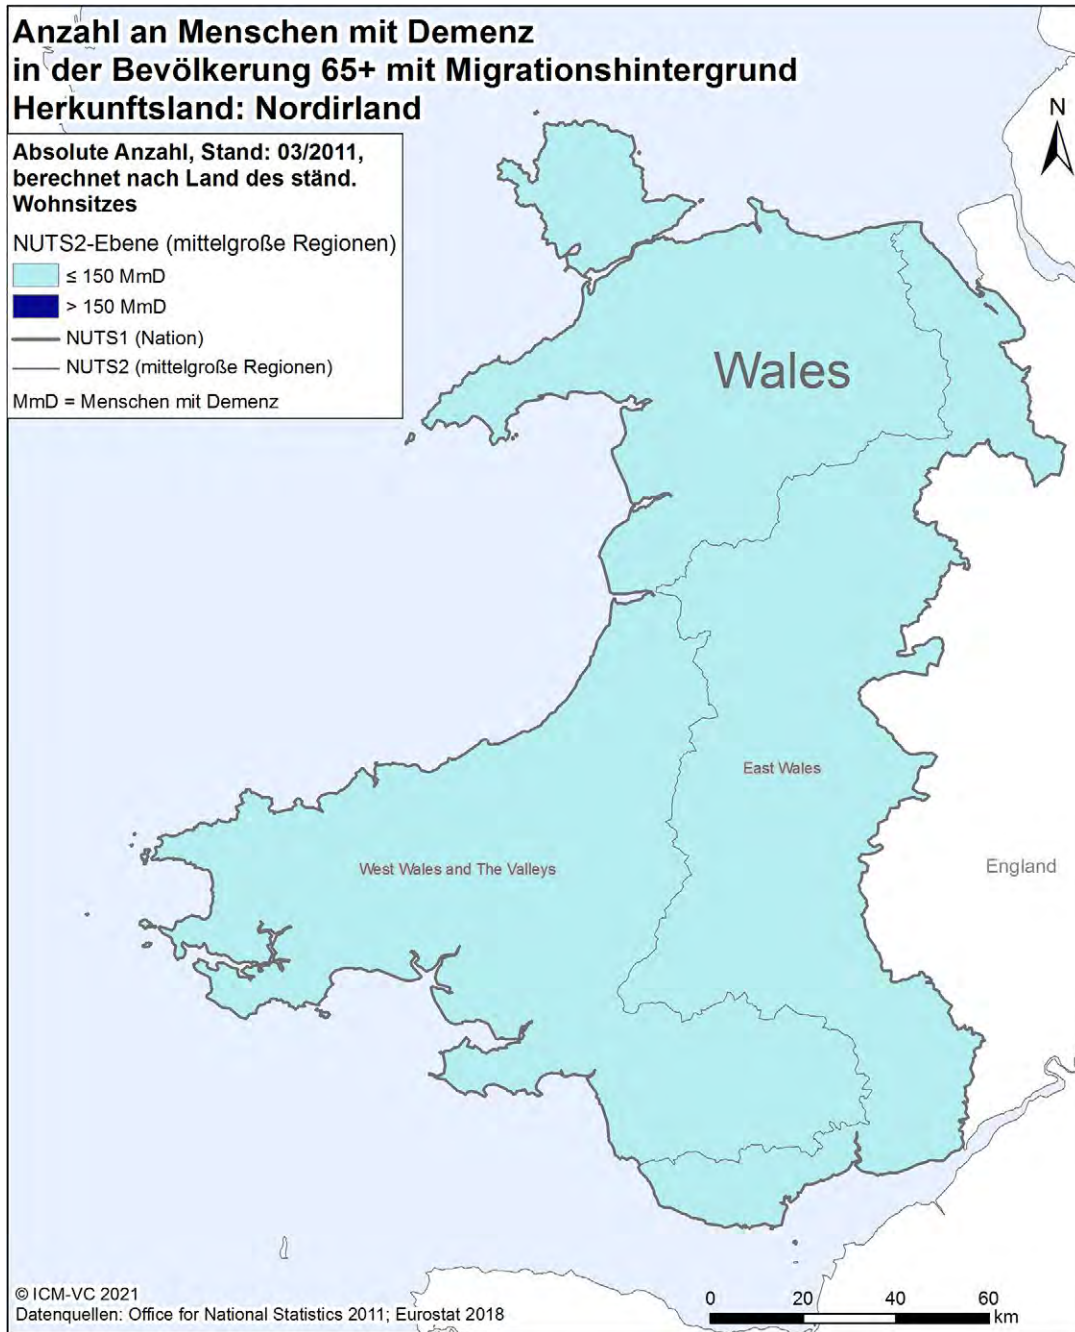 Anzahl an Menschen mit Demenz
in der Bevölkerung 65+ mit Migrationshintergrund
Herkunftsland: Nordirland
Absolute Anzahl, Stand: 03/2011,
berechnet nach Land des ständ.
Wohnsitzes
NUTS2-Ebene (mittelgroße Regionen)
≤ 150 MmD
> 150 MmD
NUTS1 (Nation)
NUTS2 (mittelgroße Regionen)
MmD = Menschen mit Demenz
N
Wales
East Wales
West Wales and The Valleys
England
© ICM-VC 2021
Datenquellen: Office for National Statistics 2011; Eurostat 2018
0 20 40 60
km